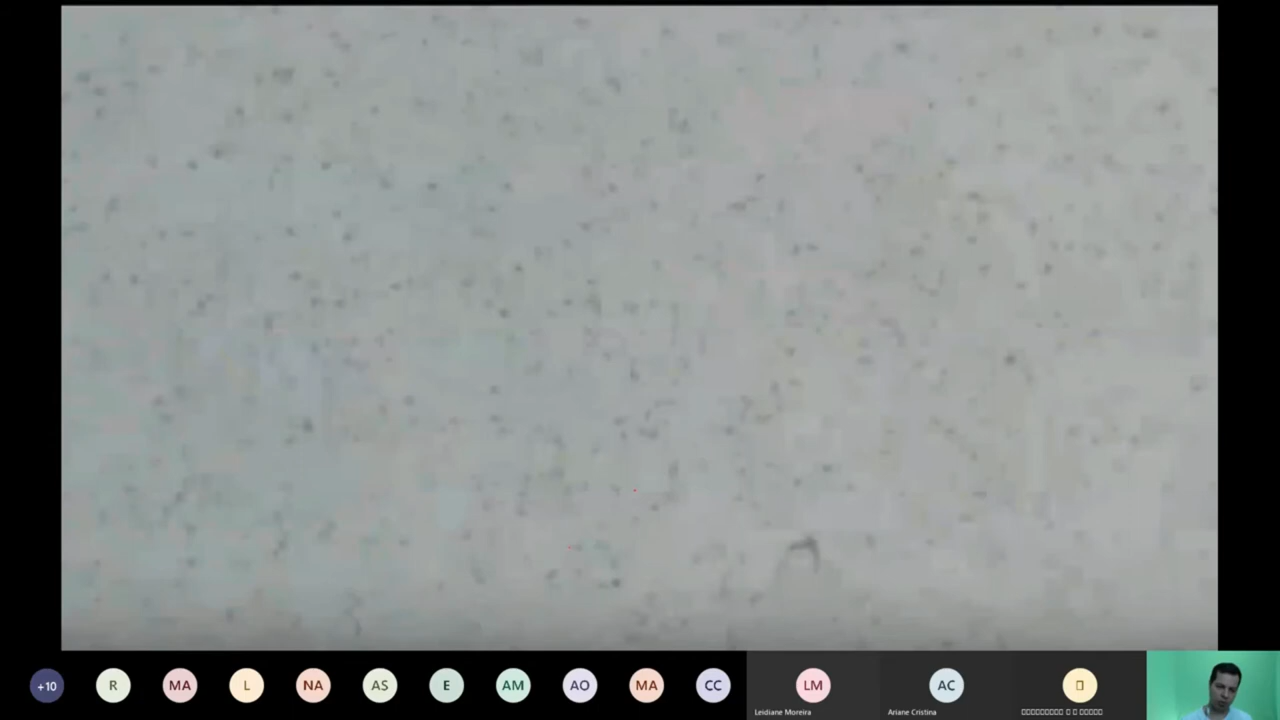 +10
R
MA
L
NA
AS
E
AM
AO
MA
CC
LM
AC
Leidiane Moreira
Ariane Cristina